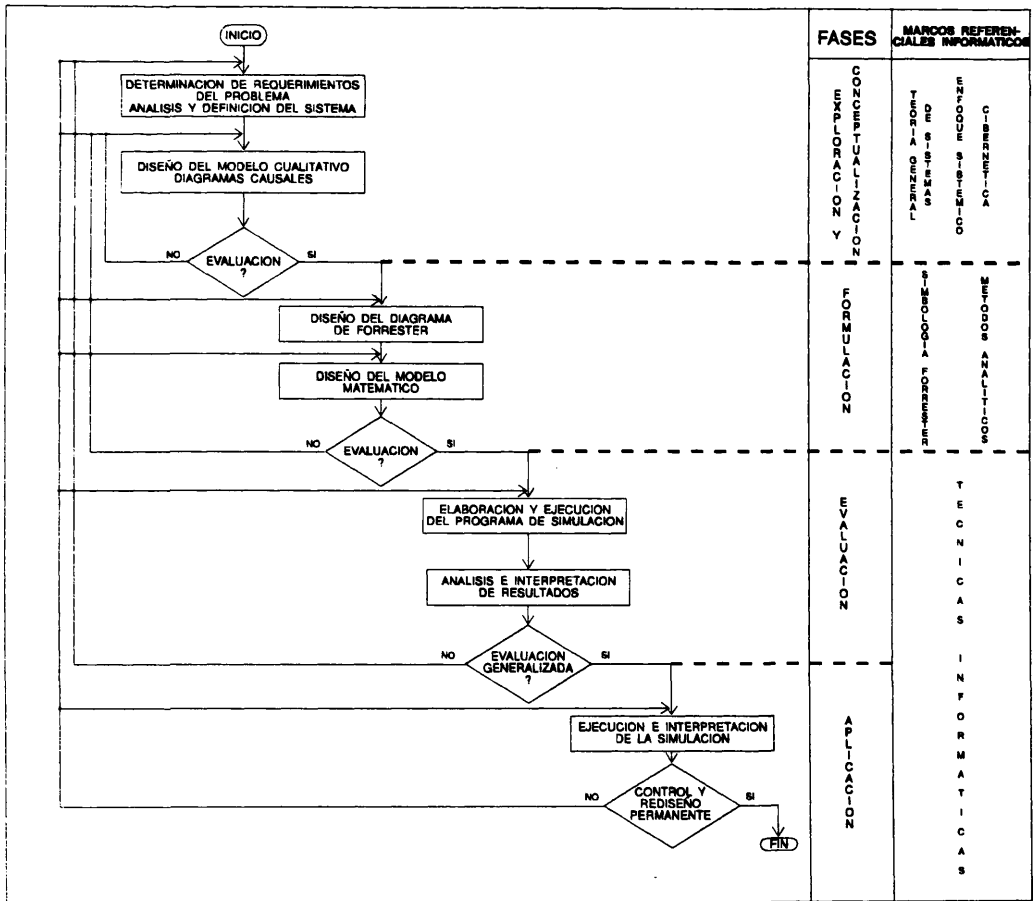 INICIO
FASES
MARCOS REFEREN-
CIALES INFORMATICOS
DETERMINACION DE REQUERIMIENTOS
DEL PROBLEMA
ANALISIS Y DEFINICION DEL SISTEMA
DISEÑO DEL MODELO CUALITATIVO
DIAGRAMAS CAUSALES
NO
EVALUACION
?
SI
EXPLORACION Y
CONCEPTUALIZACION
TEORIA GENERAL
DE SISTEMAS
ENFOQUE SISTEMICO
CIBERNETICA
DISEÑO DEL DIAGRAMA
DE FORRESTER
DISEÑO DEL MODELO
MATEMATICO
NO
EVALUACION
?
SI
FORMULACION
SIMBOLOGIA FORRESTER
METODOS ANALITICOS
ELABORACION Y EJECUCION
DEL PROGRAMA DE SIMULACION
ANALISIS E INTERPRETACION
DE RESULTADOS
NO
EVALUACION
GENERALIZADA
?
SI
EVALUACION
TECNICAS INFORMATICAS
EJECUCION E INTERPRETACION
DE LA SIMULACION
NO
CONTROL Y
REDISEÑO
PERMANENTE
SI
FIN
APLICACION